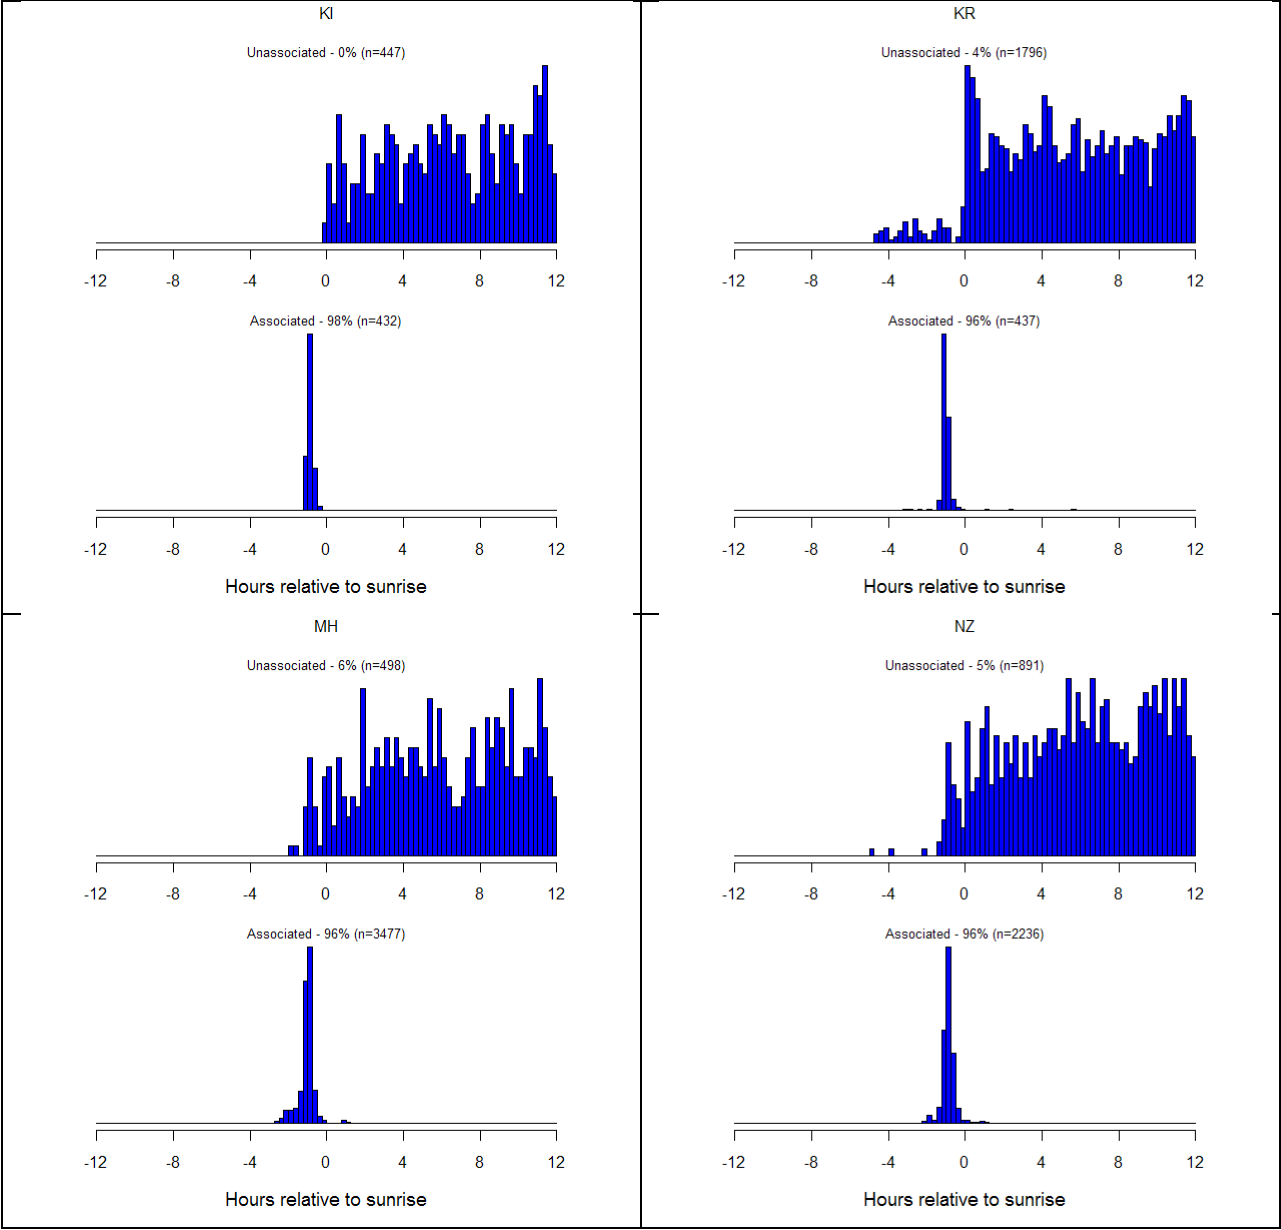 KI
Unassociated - 0% (n=447)
-12 -8 -4 0 4 8 12
Associated - 98% (n=432)
-12 -8 -4 0 4 8 12
Hours relative to sunrise
KR
Unassociated - 4% (n=1796)
-12 -8 -4 0 4 8 12
Associated - 96% (n=437)
-12 -8 -4 0 4 8 12
Hours relative to sunrise
MH
Unassociated - 6% (n=498)
-12 -8 -4 0 4 8 12
Associated - 96% (n=3477)
-12 -8 -4 0 4 8 12
Hours relative to sunrise
NZ
Unassociated - 5% (n=891)
-12 -8 -4 0 4 8 12
Associated - 96% (n=2236)
-12 -8 -4 0 4 8 12
Hours relative to sunrise